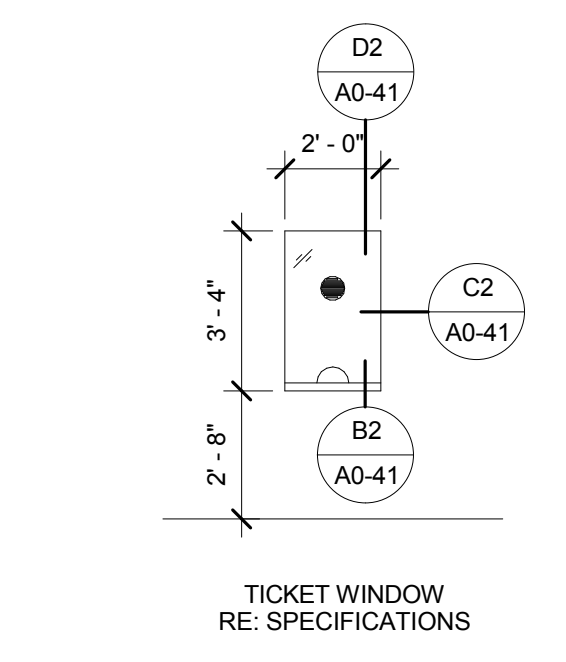 D2
A0-41
2' - 0"
3' - 4"
C2
A0-41
B2
A0-41
2' - 8"
TICKET WINDOW
RE: SPECIFICATIONS